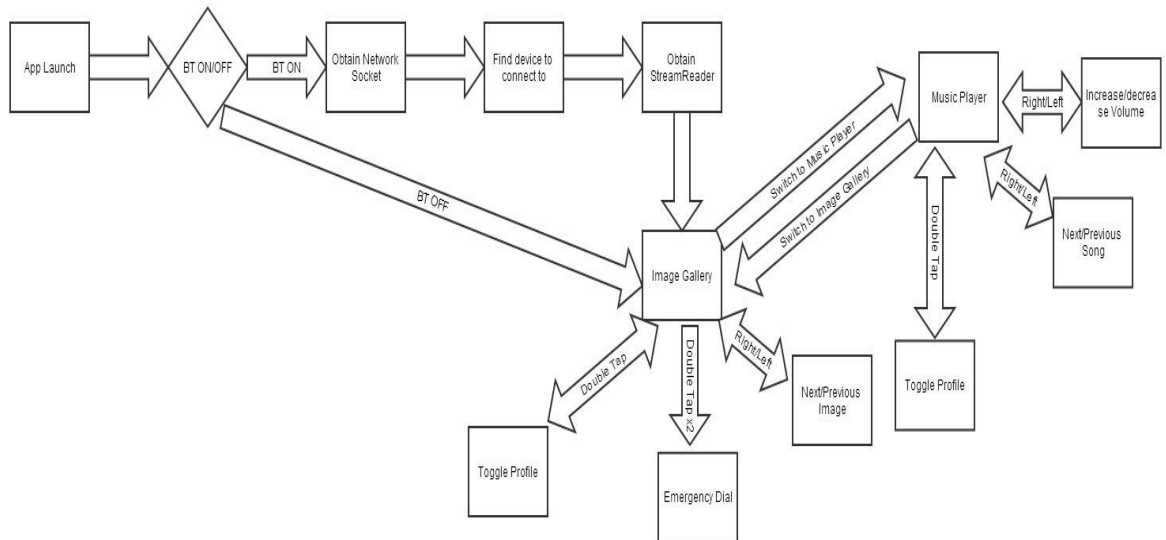 App Launch
BT ON/OFF
BT ON
Obtain Network
Socket
Find device to
connect to
Obtain
StreamReader
Music Player
Right/Left
Increase/decrea
se Volume
Switch to Music Player
Switch to Image Gallery
Right/Left
Next/Previous
Song
Double Tap
BT OFF
Image Gallery
Double Tap
Double Tap x2
Right/Left
Next/Previous
Image
Toggle Profile
Toggle Profile
Emergency Dial